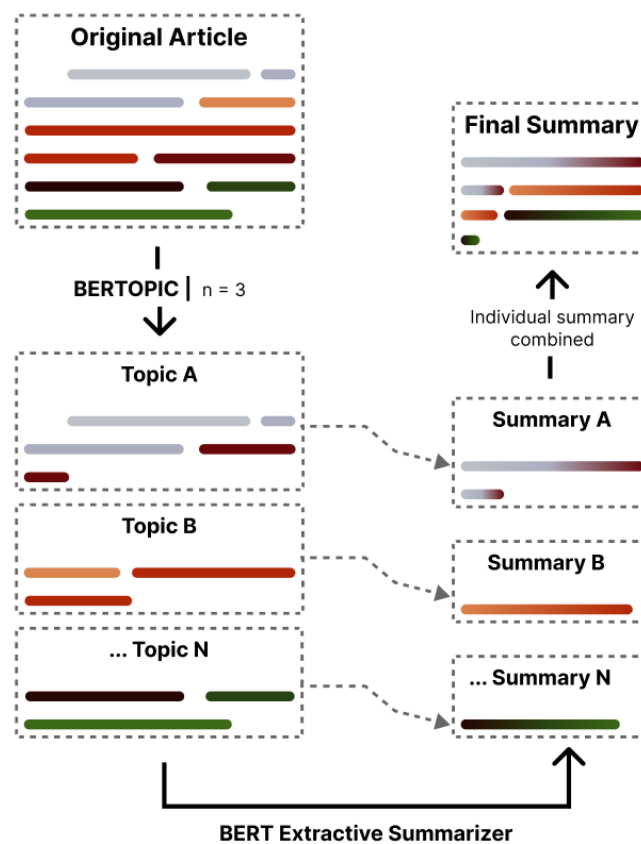 Original Article
BERTOPIC | n = 3
Topic A
Topic B
... Topic N
Final Summary
Individual summary
combined
Summary A
Summary B
... Summary N
BERT Extractive Summarizer